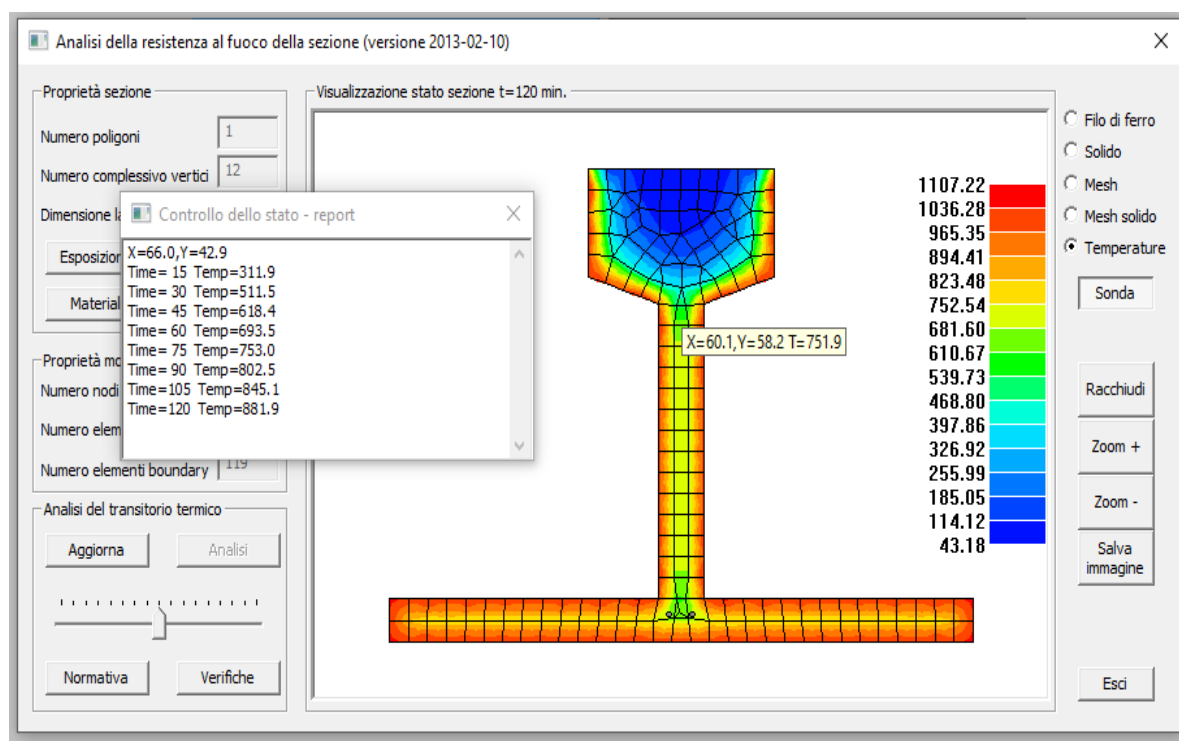 Analisi della resistenza al fuoco della sezione (versione 2013-02-10)
Proprietà sezione
Numero poligoni 1
Numero complessivo vertici 12
Dimensione la
Esposizion
Material
Proprietà mo
Numero nodi
Numero elem
Numero elementi boundary 119
Analisi del transitorio termico
Aggiorna
Analisi
Normativa
Verifiche
Controllo dello stato - report
X=66.0,Y=42.9
Time= 15 Temp=311.9
Time= 30 Temp=511.5
Time= 45 Temp=618.4
Time= 60 Temp=693.5
Time= 75 Temp=753.0
Time= 90 Temp=802.5
Time=105 Temp=845.1
Time=120 Temp=881.9
Visualizzazione stato sezione t=120 min.
X=60.1,Y=58.2 T=751.9
1107.22
1036.28
965.35
894.41
823.48
752.54
681.60
610.67
539.73
468.80
397.86
326.92
255.99
185.05
114.12
43.18
Filo di ferro
Solido
Mesh
Mesh solido
Temperature
Sonda
Racchiudi
Zoom +
Zoom -
Salva
immagine
Esci